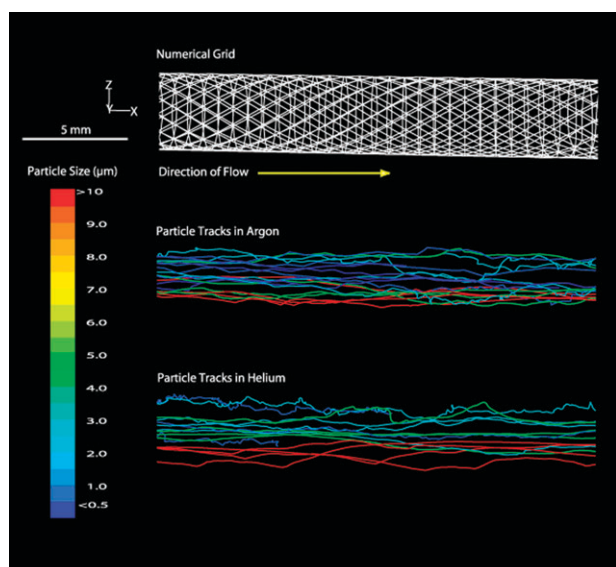 Numerical Grid
Z
Y
X
5 mm
Particle Size (μm)
Direction of Flow
>10
9.0
8.0
7.0
6.0
5.0
4.0
3.0
2.0
1.0
<0.5
Particle Tracks in Argon
Particle Tracks in Helium